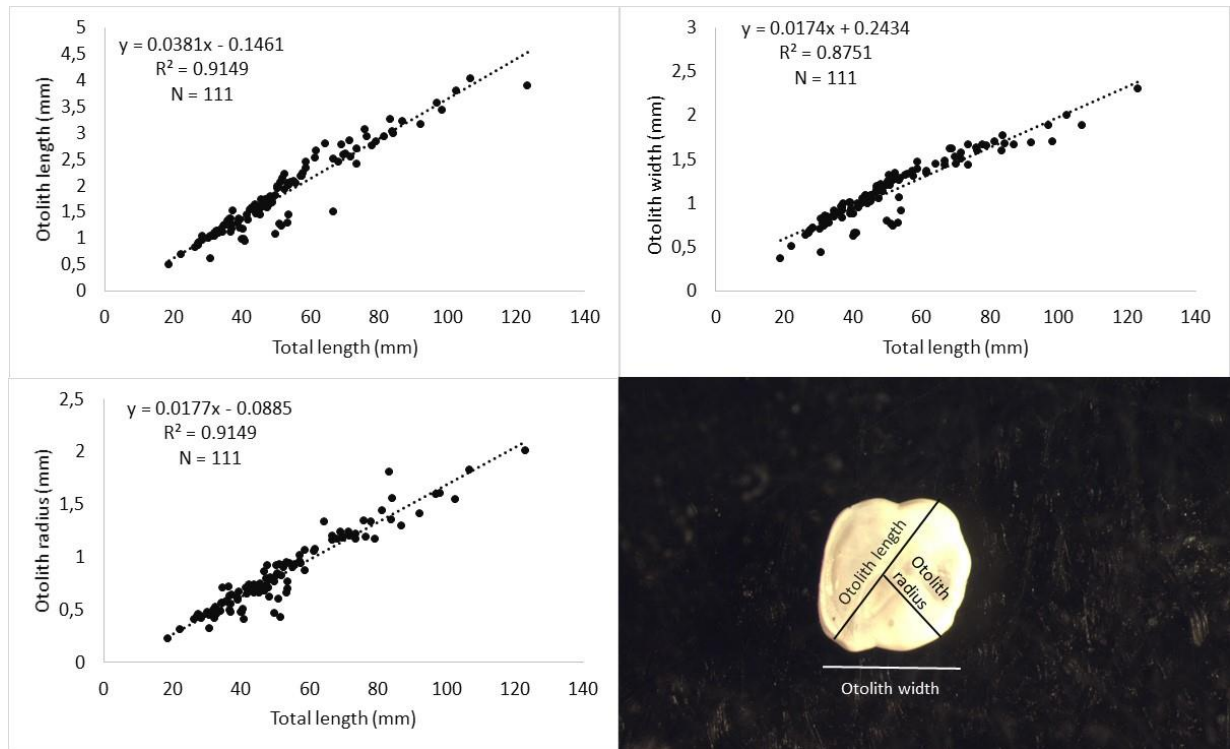 y = 0.0381x - 0.1461
R² = 0.9149
N = 111
Otolith length (mm)
5
4,5
4
3,5
3
2,5
2
1,5
1
0,5
0
0 20 40 60 80 100 120 140
Total length (mm)
y = 0.0174x + 0.2434
R² = 0.8751
N = 111
Otolith width (mm)
3
2,5
2
1,5
1
0,5
0
0 20 40 60 80 100 120 140
Total length (mm)
y = 0.0177x - 0.0885
R² = 0.9149
N = 111
Otolith radius (mm)
2,5
2
1,5
1
0,5
0
0 20 40 60 80 100 120 140
Total length (mm)
Otolith length
Otolith
radius
Otolith width